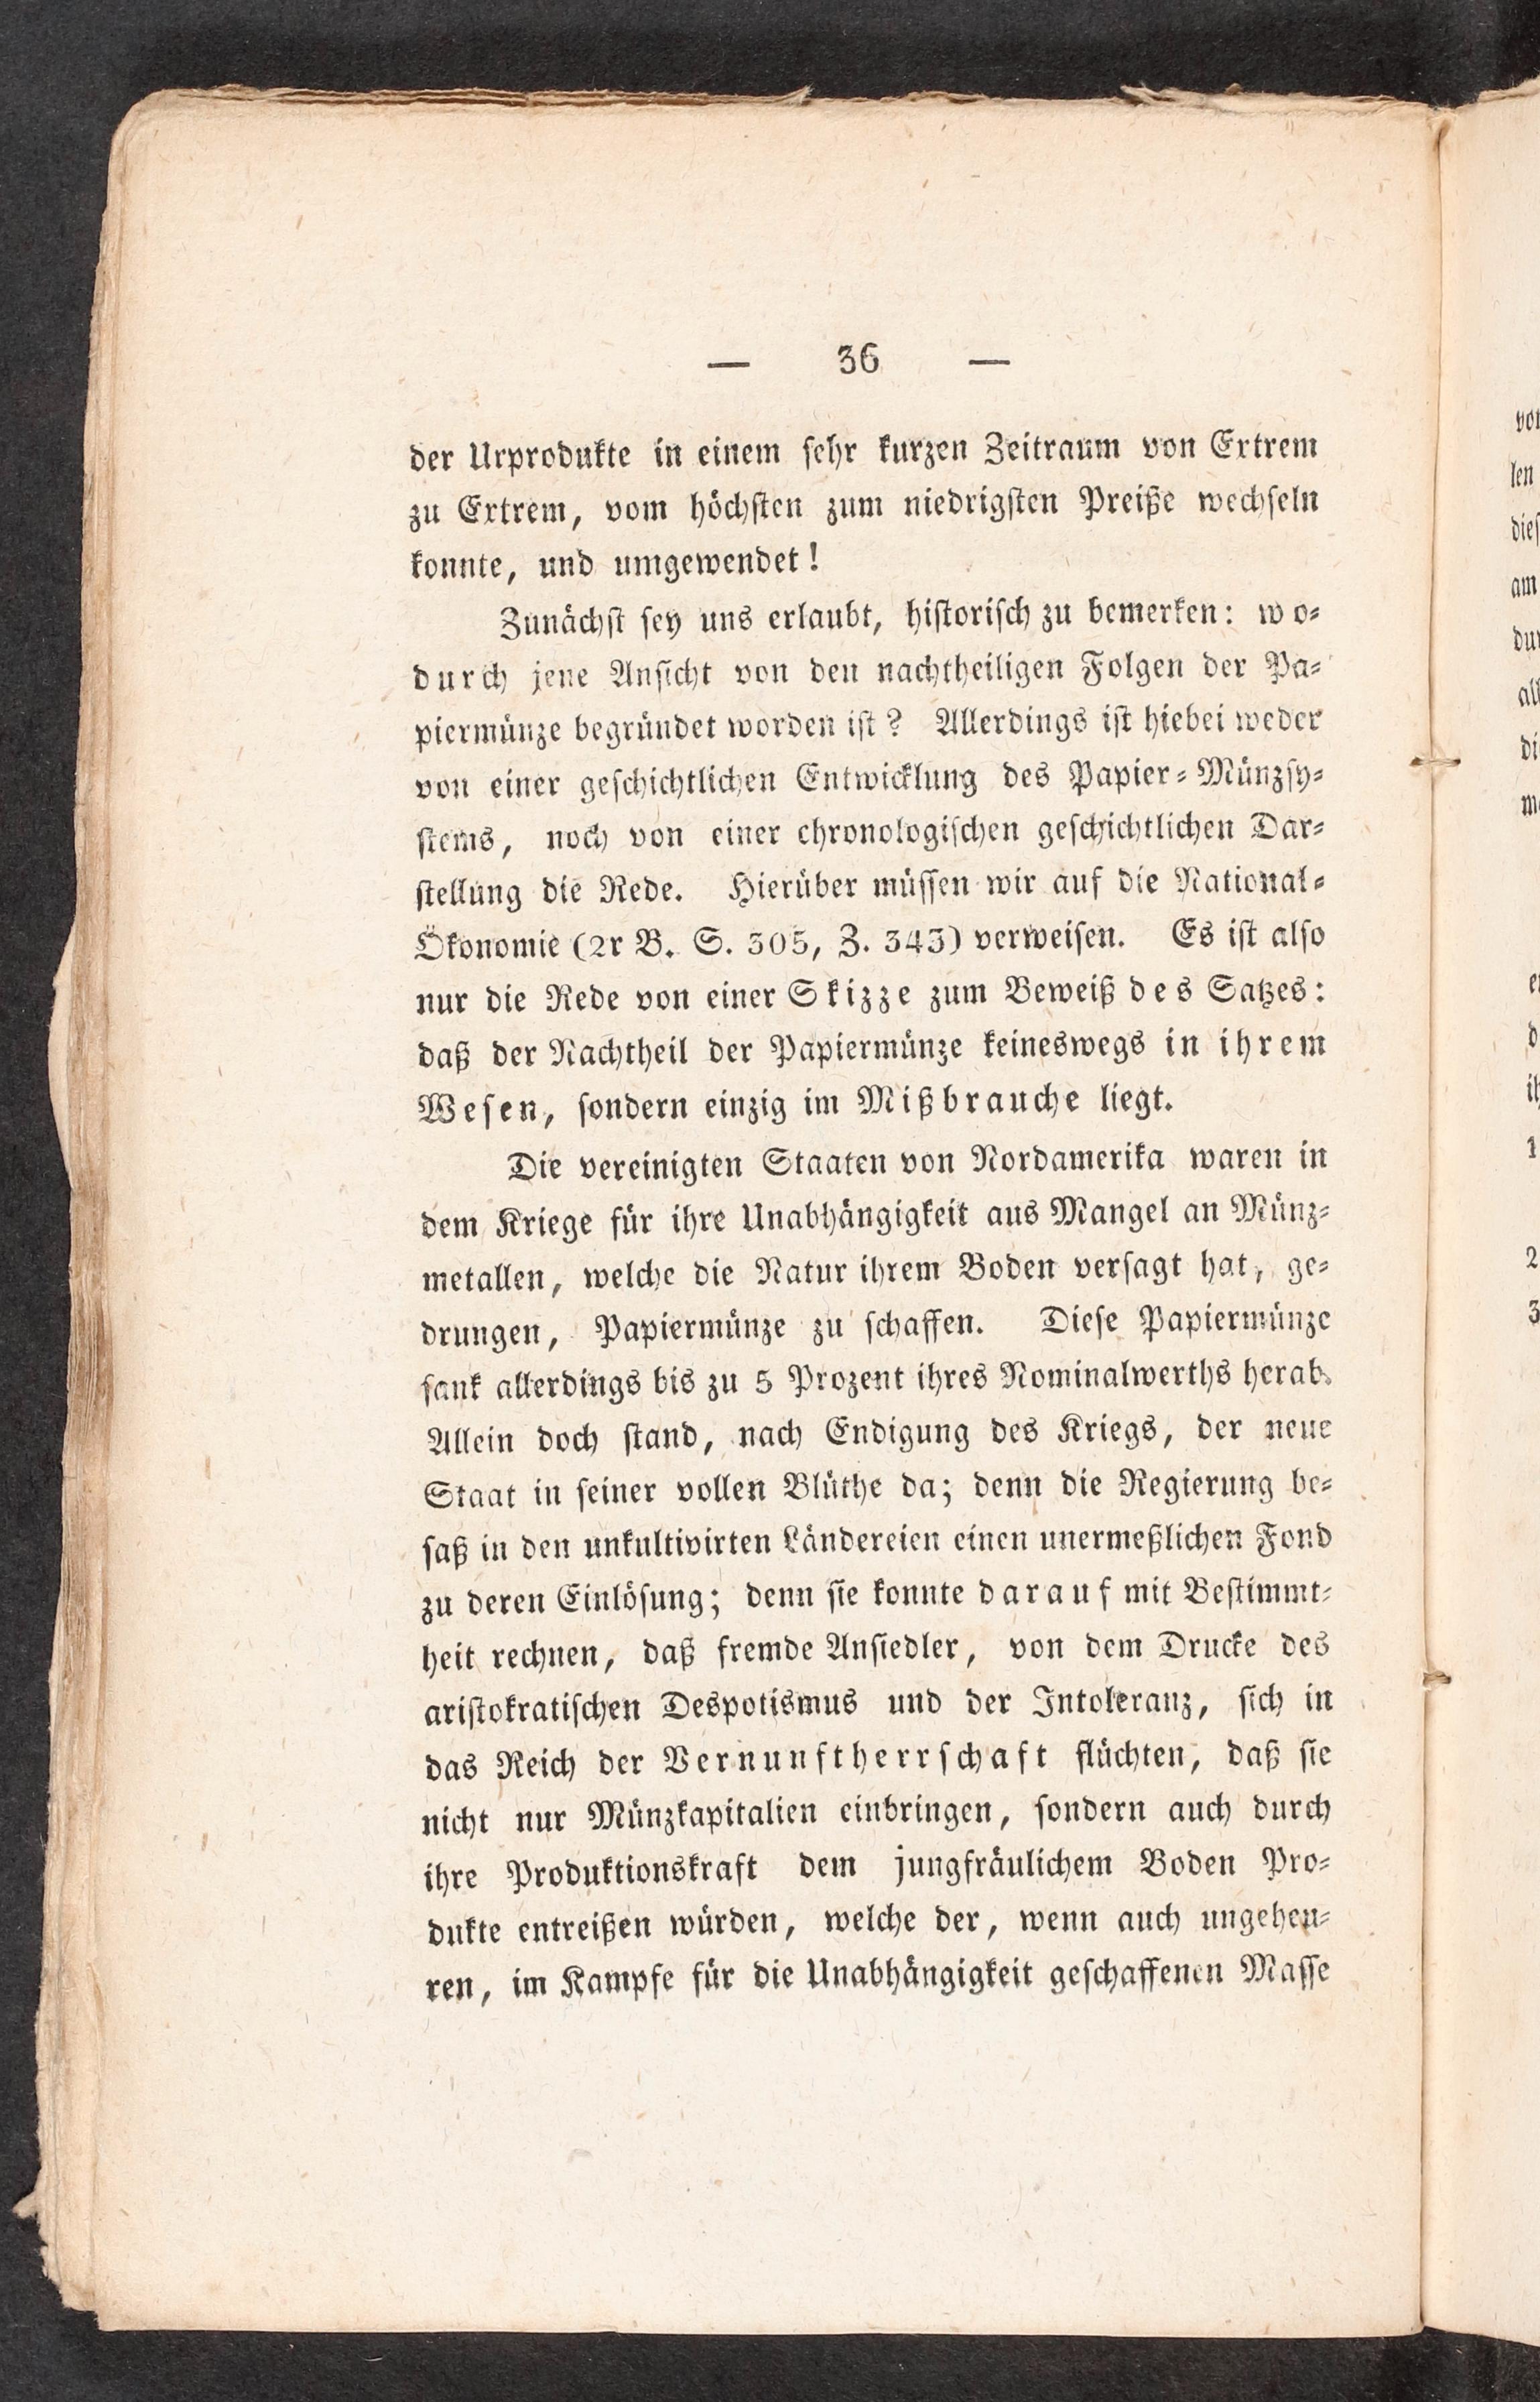 — 36 —
der Urprodukte in einem sehr kurzen Zeitraum von Extrem
zu Extrem, vom höchsten zum niedrigsten Preiße wechseln
konnte, und umgewendet!
Zunächst sey uns erlaubt, historisch zu bemerken: wo-
durch jene Ansicht von den nachtheiligen Folgen der Pa-
piermünze begründet worden ist? Allerdings ist hiebei weder
von einer geschichtlichen Entwicklung des Papier-Münzsy-
stems, noch von einer chronologischen geschichtlichen Dar-
stellung die Rede. Hierüber müssen wir auf die National-
Ökonomie (2r B. S. 305, Z. 343) verweisen. Es ist also
nur die Rede von einer Skizze zum Beweiß des Satzes:
daß der Nachtheil der Papiermünze keineswegs in ihrem
Wesen, sondern einzig im Mißbrauche liegt.
Die vereinigten Staaten von Nordamerika waren in
dem Kriege für ihre Unabhängigkeit aus Mangel an Münz-
metallen, welche die Natur ihrem Boden versagt hat, ge-
drungen, Papiermünze zu schaffen. Diese Papiermünze
sank allerdings bis zu 5 Prozent ihres Nominalwerths herab.
Allein doch stand, nach Endigung des Kriegs, der neue
Staat in seiner vollen Blüthe da; denn die Regierung be-
saß in den unkultivirten Ländereien einen unermeßlichen Fond
zu deren Einlösung; denn sie konnte darauf mit Bestimmt-
heit rechnen, daß fremde Ansiedler, von dem Drucke des
aristokratischen Despotismus und der Intoleranz, sich in
das Reich der Vernunftherrschaft flüchten, daß sie
nicht nur Münzkapitalien einbringen, sondern auch durch
ihre Produktionskraft dem jungfräulichem Boden Pro-
dukte entreißen würden, welche der, wenn auch ungeheu-
ren, im Kampfe für die Unabhängigkeit geschaffenen Masse